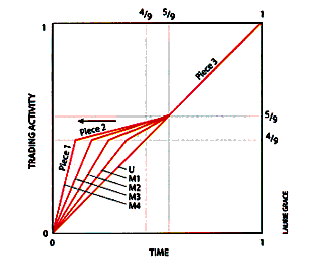 4/9 5/9 1
1
Piece 3
Piece 2
5/9
4/9
Piece 1
U
M1
M2
M3
M4
TRADING ACTIVITY
0
0 1
TIME
LAURIE GRACE